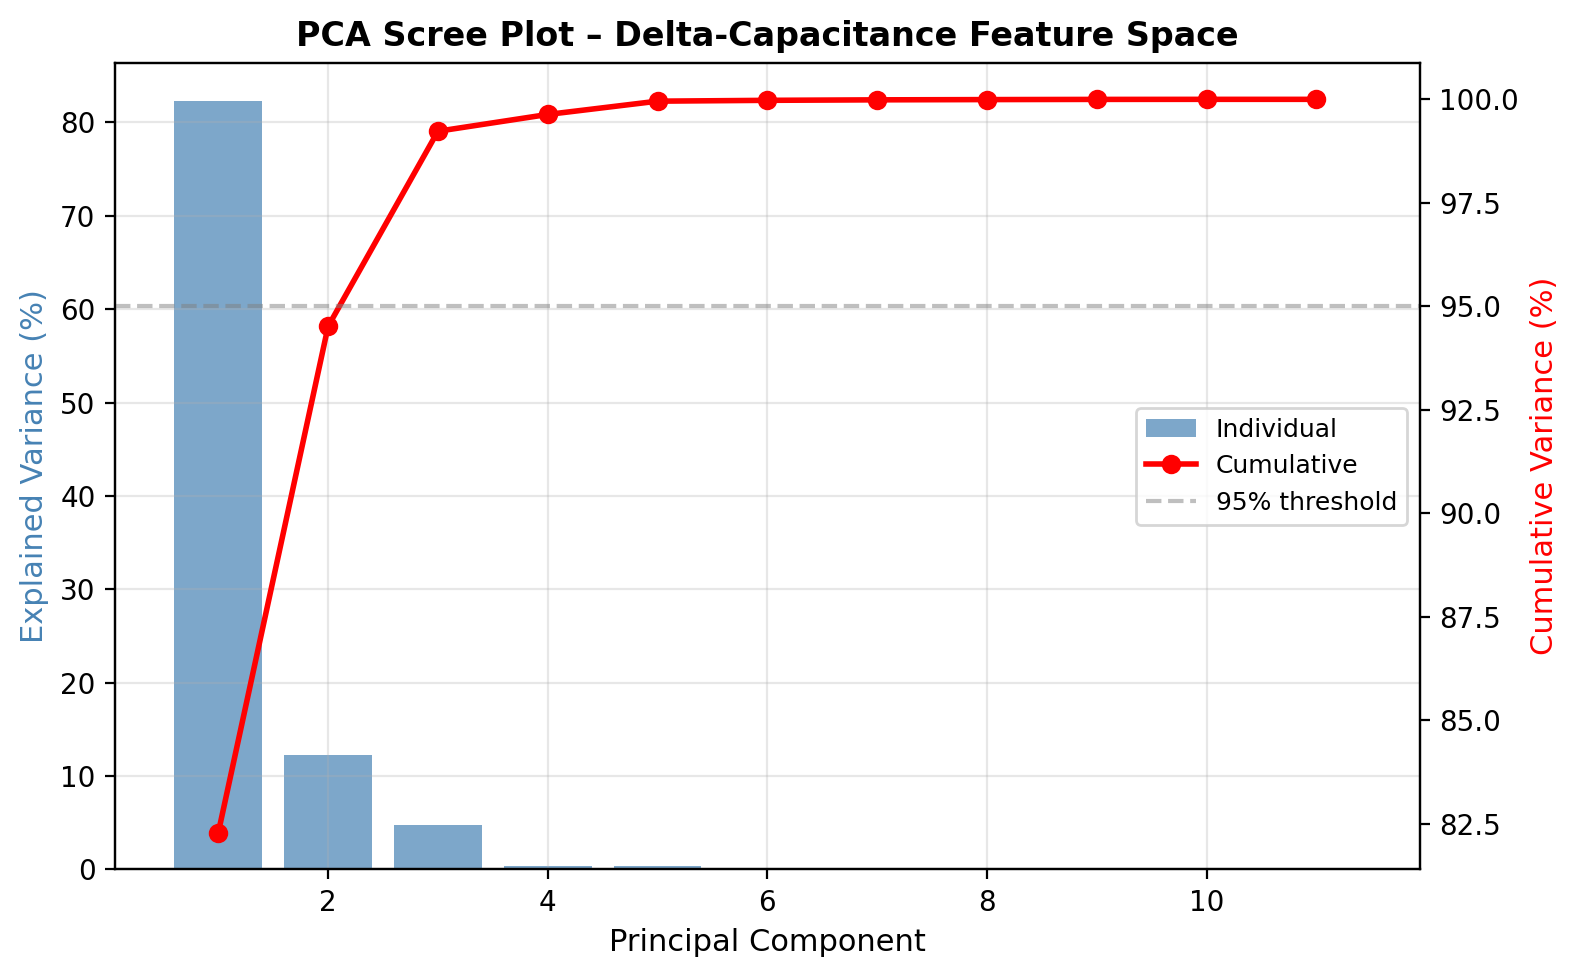 PCA Scree Plot – Delta-Capacitance Feature Space
Explained Variance (%)
80
70
60
50
40
30
20
10
0
100.0
97.5
95.0
92.5
90.0
87.5
85.0
82.5
Cumulative Variance (%)
Individual
Cumulative
95% threshold
2 4 6 8 10
Principal Component